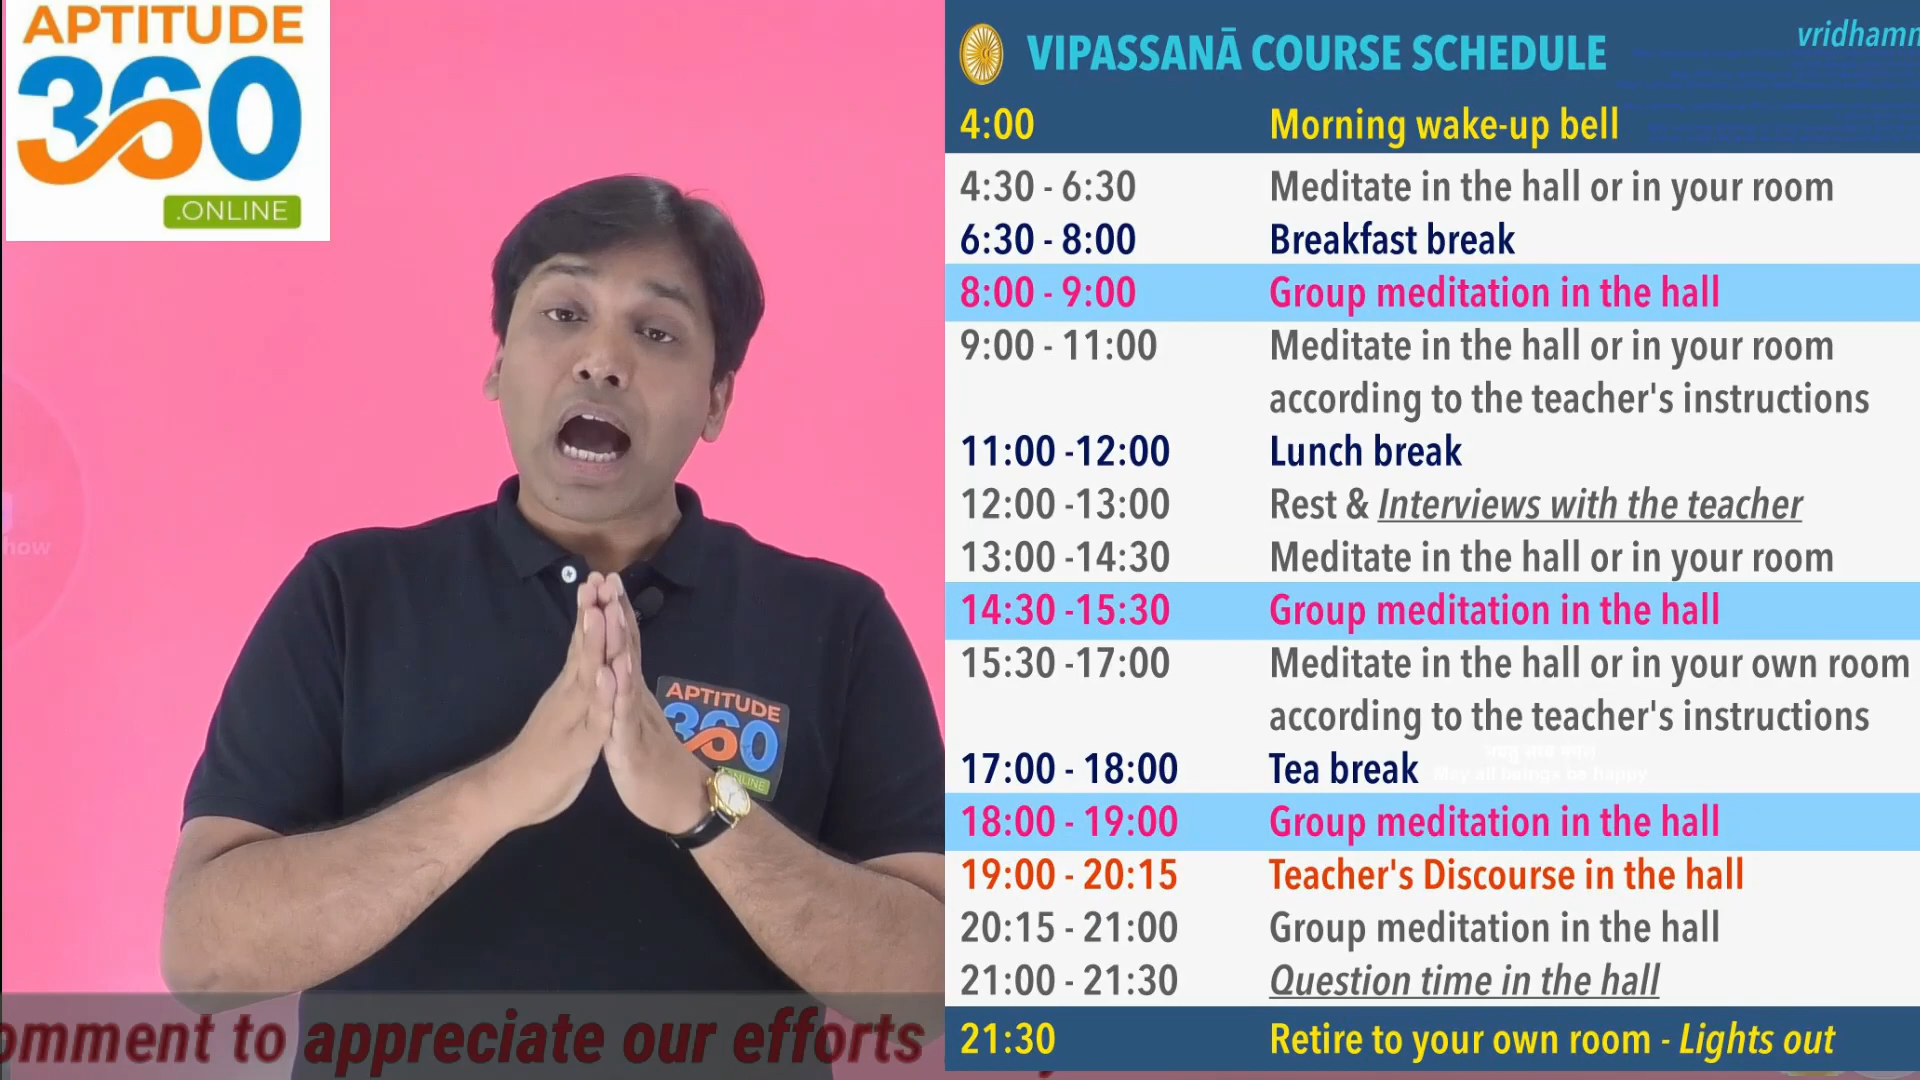 APTITUDE
360
.ONLINE
how
APTITUDE
360
ONLINE
omment to appreciate our efforts
VIPASSANĀ COURSE SCHEDULE
4:00 Morning wake-up bell
4:30 - 6:30 Meditate in the hall or in your room
6:30 - 8:00 Breakfast break
8:00 - 9:00 Group meditation in the hall
9:00 - 11:00 Meditate in the hall or in your room
according to the teacher's instructions
11:00 -12:00 Lunch break
12:00 -13:00 Rest & Interviews with the teacher
13:00 -14:30 Meditate in the hall or in your room
14:30 -15:30 Group meditation in the hall
15:30 -17:00 Meditate in the hall or in your own room
according to the teacher's instructions
17:00 - 18:00 Tea break
May all beings be happy
18:00 - 19:00 Group meditation in the hall
19:00 - 20:15 Teacher's Discourse in the hall
20:15 - 21:00 Group meditation in the hall
21:00 - 21:30 Question time in the hall
21:30 Retire to your own room - Lights out